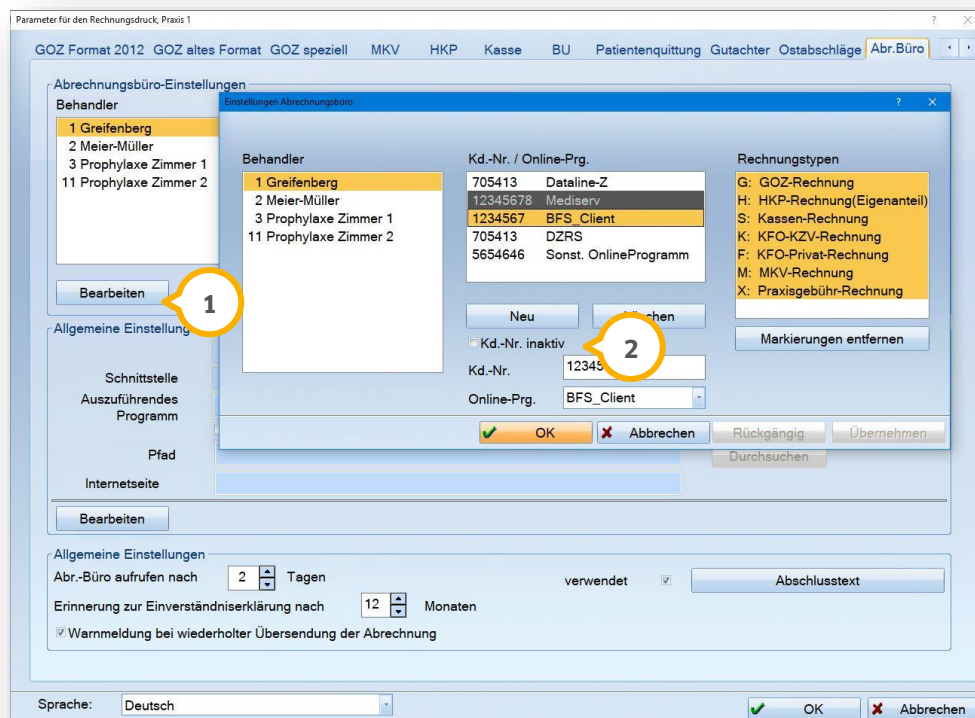 Parameter für den Rechnungsdruck, Praxis 1
GOZ Format 2012 GOZ altes Format GOZ speziell MKV HKP Kasse BU Patientenquittung Gutachter Ostabschläge Abr.Büro
Abrechnungsbüro-Einstellungen
Behandler
1 Greifenberg
2 Meier-Müller
3 Prophylaxe Zimmer 1
11 Prophylaxe Zimmer 2
Bearbeiten
1
Einstellungen Abrechnungsbüro
Behandler
1 Greifenberg
2 Meier-Müller
3 Prophylaxe Zimmer 1
11 Prophylaxe Zimmer 2
Kd.-Nr. / Online-Prg.
705413 Dataline-Z
12345678 Mediserv
1234567 BFS_Client
705413 DZRS
5654646 Sonst. OnlineProgramm
Neu
Kd.-Nr. inaktiv
2
Kd.-Nr.
Online-Prg. BFS_Client
Rechnungstypen
G: GOZ-Rechnung
H: HKP-Rechnung(Eigenanteil)
S: Kassen-Rechnung
K: KFO-KZV-Rechnung
F: KFO-Privat-Rechnung
M: MKV-Rechnung
X: Praxisgebühr-Rechnung
Markierungen entfernen
OK Abbrechen Rückgängig Übernehmen
Allgemeine Einstellung
Schnittstelle
Auszuführendes
Programm
Pfad
Durchsuchen
Internetseite
Bearbeiten
Allgemeine Einstellungen
Abr.-Büro aufrufen nach 2 Tagen
verwendet
Abschlusstext
Erinnerung zur Einverständniserklärung nach 12 Monaten
Warnmeldung bei wiederholter Übersendung der Abrechnung
Sprache: Deutsch
OK Abbrechen